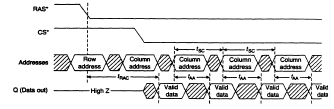 RAS*
CS*
tSC tSC
Addresses Row address Column address Column address Column address Column address
tRAC tAA tAA tAA
Q (Data out) High Z Valid data Valid data Valid data Valid data